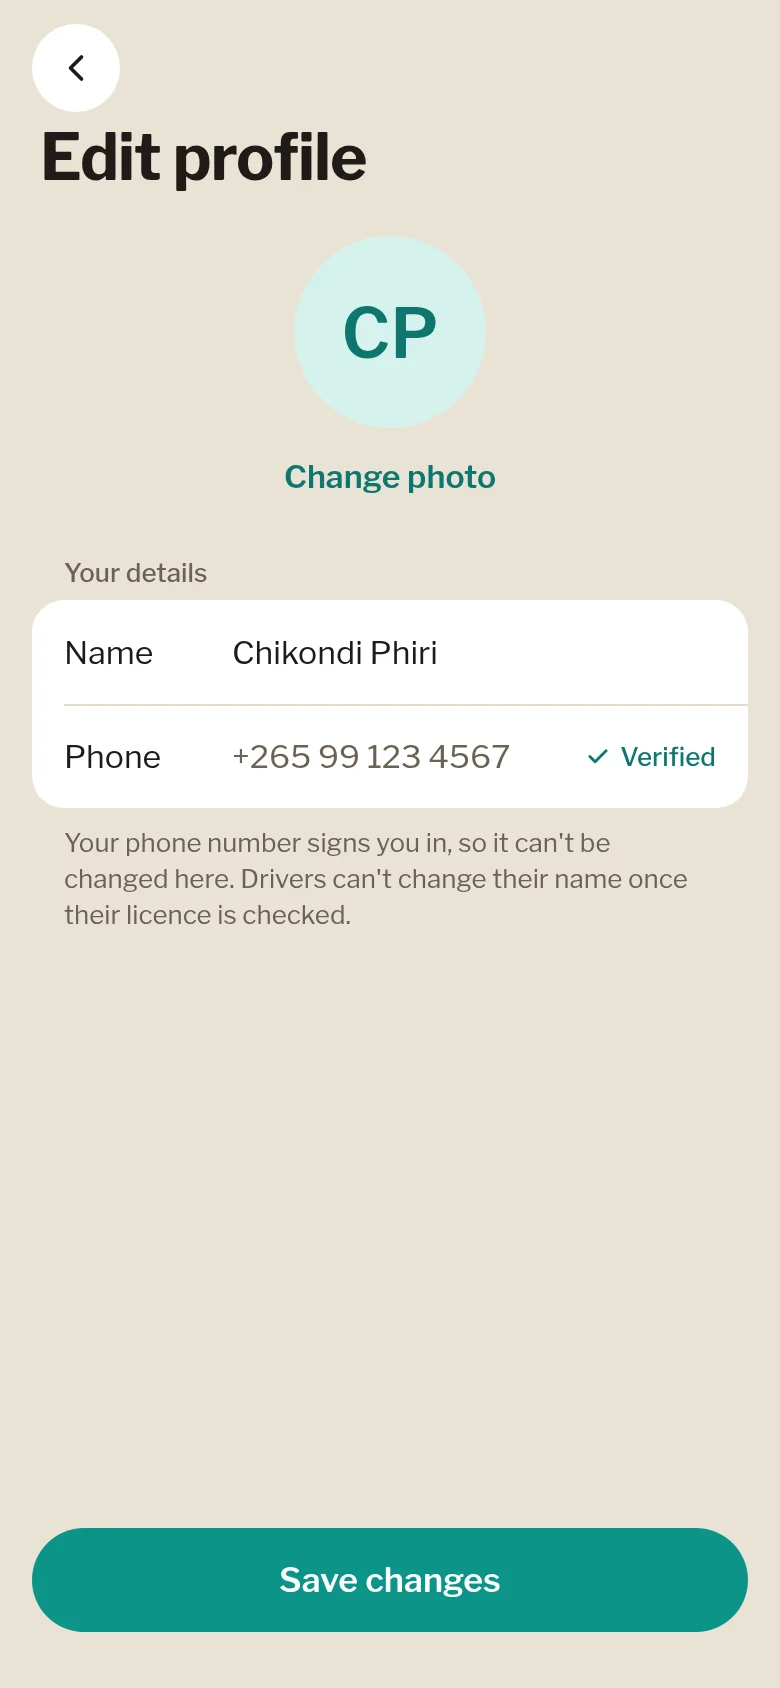 Edit profile
CP
Change photo
Your details
Name Chikondi Phiri
Phone +265 99 123 4567 Verified
Your phone number signs you in, so it can't be
changed here. Drivers can't change their name once
their licence is checked.
Save changes